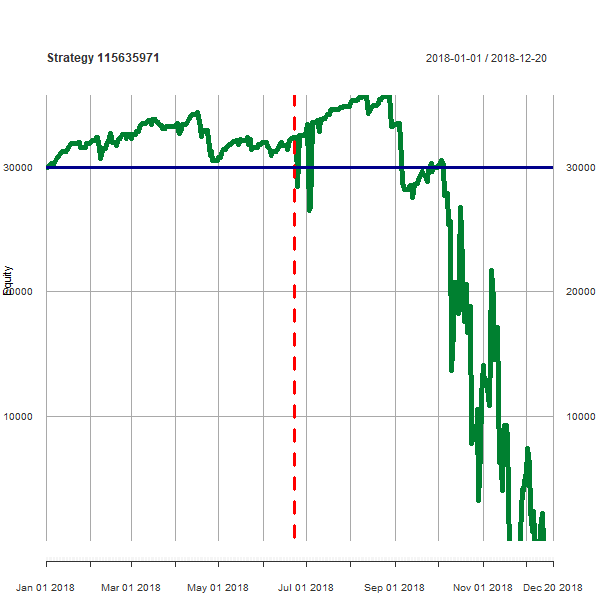 Strategy 115635971
2018-01-01 / 2018-12-20
30000
30000
Equity
20000
20000
10000
10000
Jan 01 2018
Mar 01 2018
May 01 2018
Jul 01 2018
Sep 01 2018
Nov 01 2018
Dec 20 2018